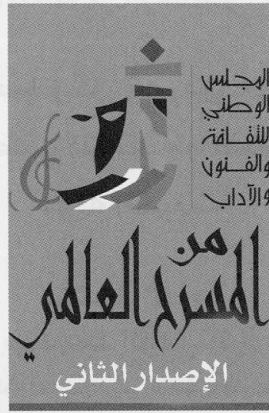 المجلس
الوطني
للثقافة
والفنون
والآداب
من
المسرح العالمي
الإصدار الثاني